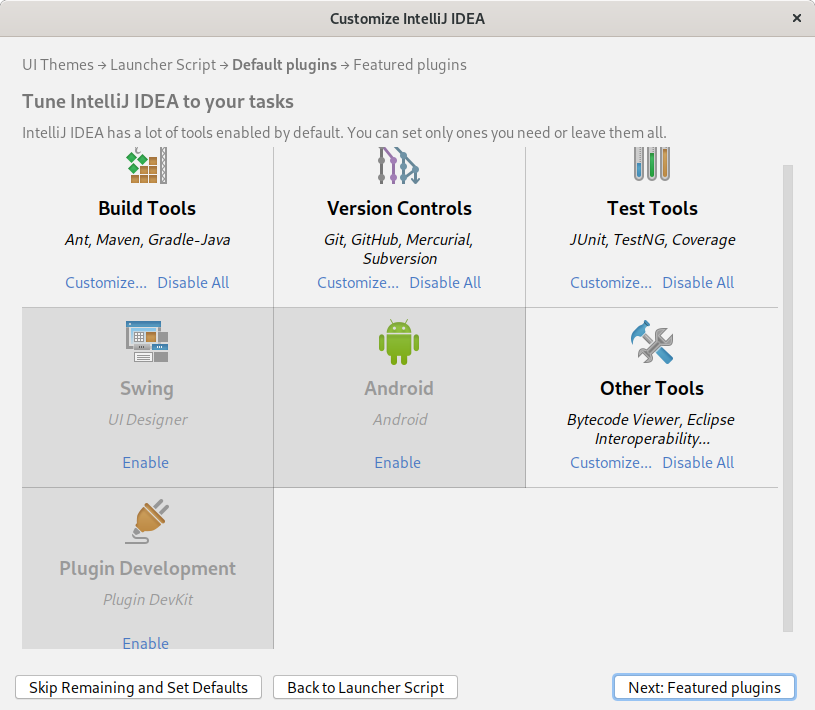 Customize IntelliJ IDEA
UI Themes → Launcher Script → Default plugins → Featured plugins
Tune IntelliJ IDEA to your tasks
IntelliJ IDEA has a lot of tools enabled by default. You can set only ones you need or leave them all.
Build Tools
Ant, Maven, Gradle-Java
Customize... Disable All
Version Controls
Git, GitHub, Mercurial,
Subversion
Customize... Disable All
Test Tools
JUnit, TestNG, Coverage
Customize... Disable All
Swing
UI Designer
Enable
Android
Android
Enable
Other Tools
Bytecode Viewer, Eclipse
Interoperability...
Customize... Disable All
Plugin Development
Plugin DevKit
Enable
Skip Remaining and Set Defaults
Back to Launcher Script
Next: Featured plugins